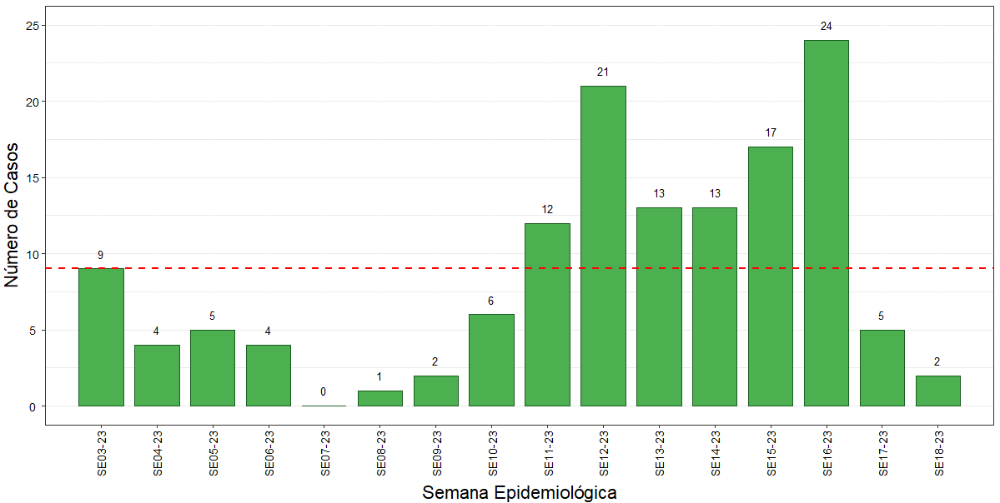 Número de Casos
25
20
15
10
5
0
9
4
5
4
0
1
2
6
12
21
13
13
17
24
5
2
SE03-23
SE04-23
SE05-23
SE06-23
SE07-23
SE08-23
SE09-23
SE10-23
SE11-23
SE12-23
SE13-23
SE14-23
SE15-23
SE16-23
SE17-23
SE18-23
Semana Epidemiológica